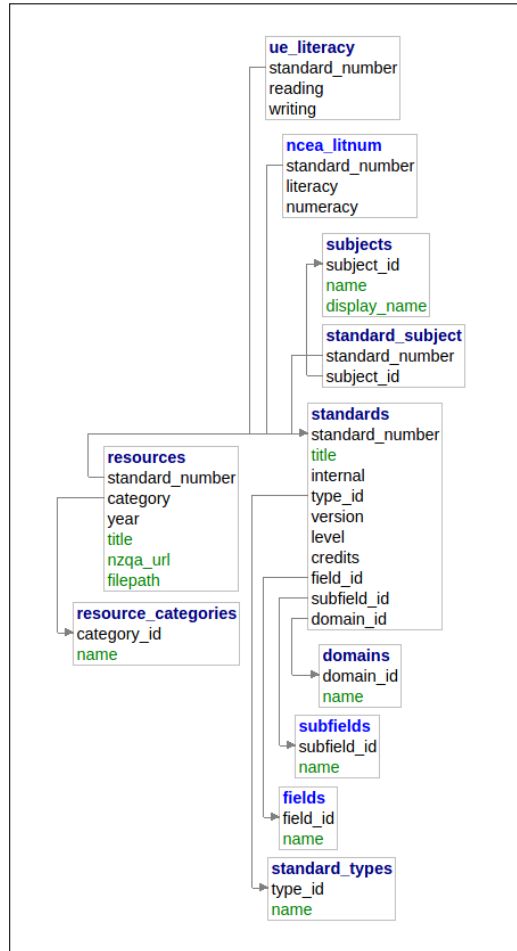 ue_literacy
standard_number
reading
writing
ncea_litnum
standard_number
literacy
numeracy
subjects
subject_id
name
display_name
standard_subject
standard_number
subject_id
standards
standard_number
title
internal
type_id
version
level
credits
field_id
subfield_id
domain_id
resources
standard_number
category
year
title
nzqa_url
filepath
resource_categories
category_id
name
domains
domain_id
name
subfields
subfield_id
name
fields
field_id
name
standard_types
type_id
name